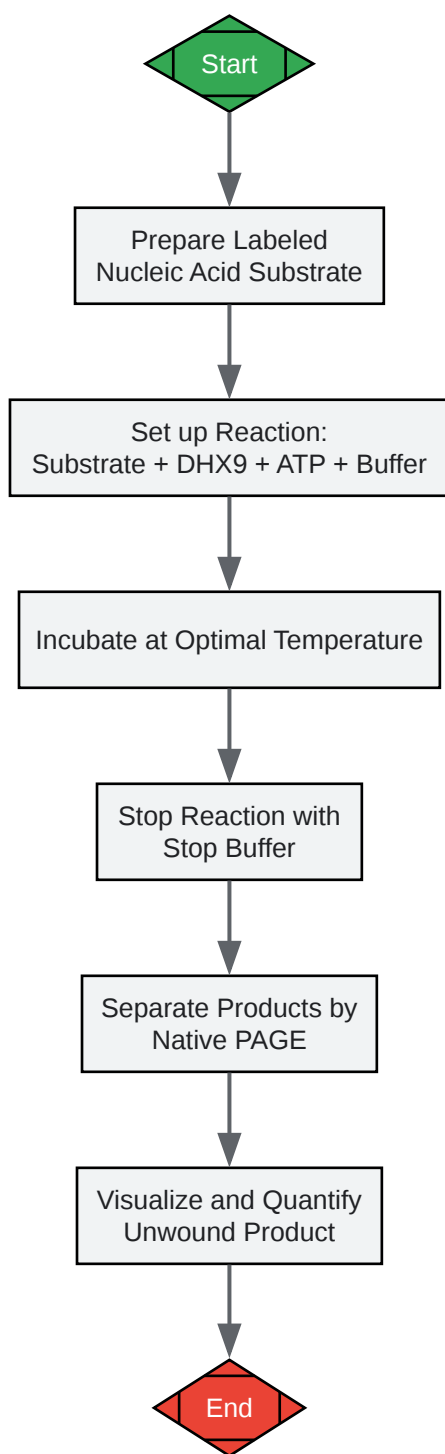 Start
Prepare Labeled
Nucleic Acid Substrate
Set up Reaction:
Substrate + DHX9 + ATP + Buffer
Incubate at Optimal Temperature
Stop Reaction with
Stop Buffer
Separate Products by
Native PAGE
Visualize and Quantify
Unwound Product
End